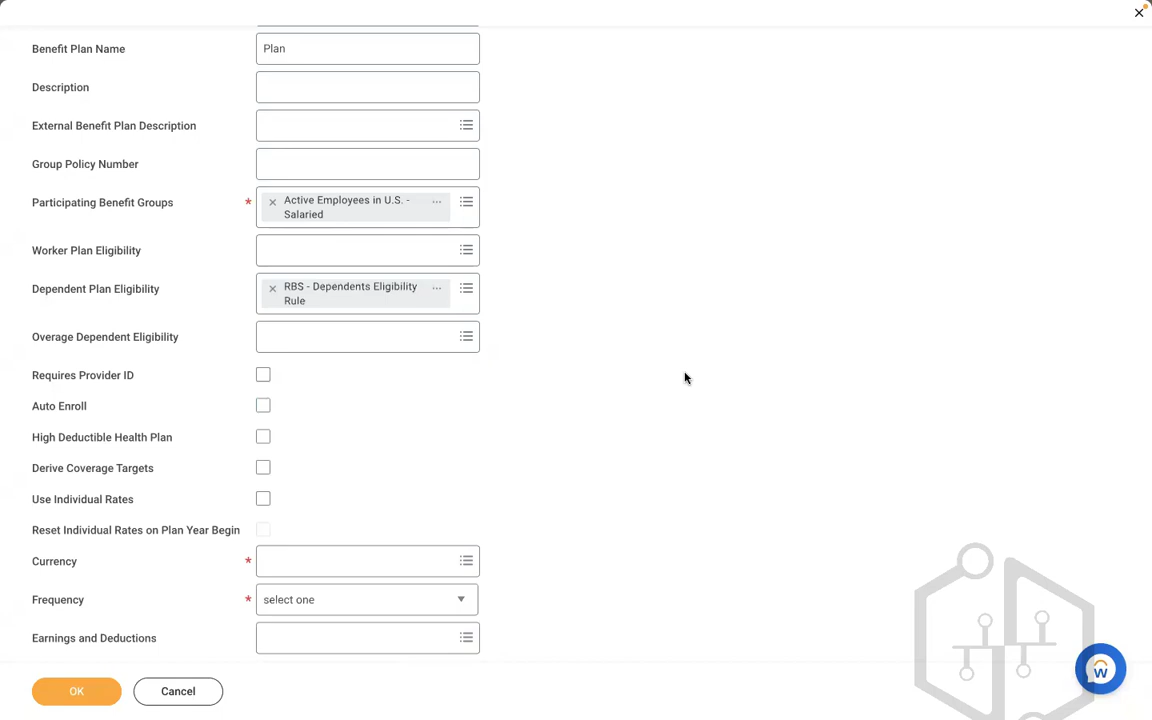 Benefit Plan Name
Plan
Description
External Benefit Plan Description
Group Policy Number
Participating Benefit Groups *
Active Employees in U.S. -
Salaried
Worker Plan Eligibility
Dependent Plan Eligibility
RBS - Dependents Eligibility
Rule
Overage Dependent Eligibility
Requires Provider ID
Auto Enroll
High Deductible Health Plan
Derive Coverage Targets
Use Individual Rates
Reset Individual Rates on Plan Year Begin
Currency *
Frequency * select one
Earnings and Deductions
OK Cancel
W